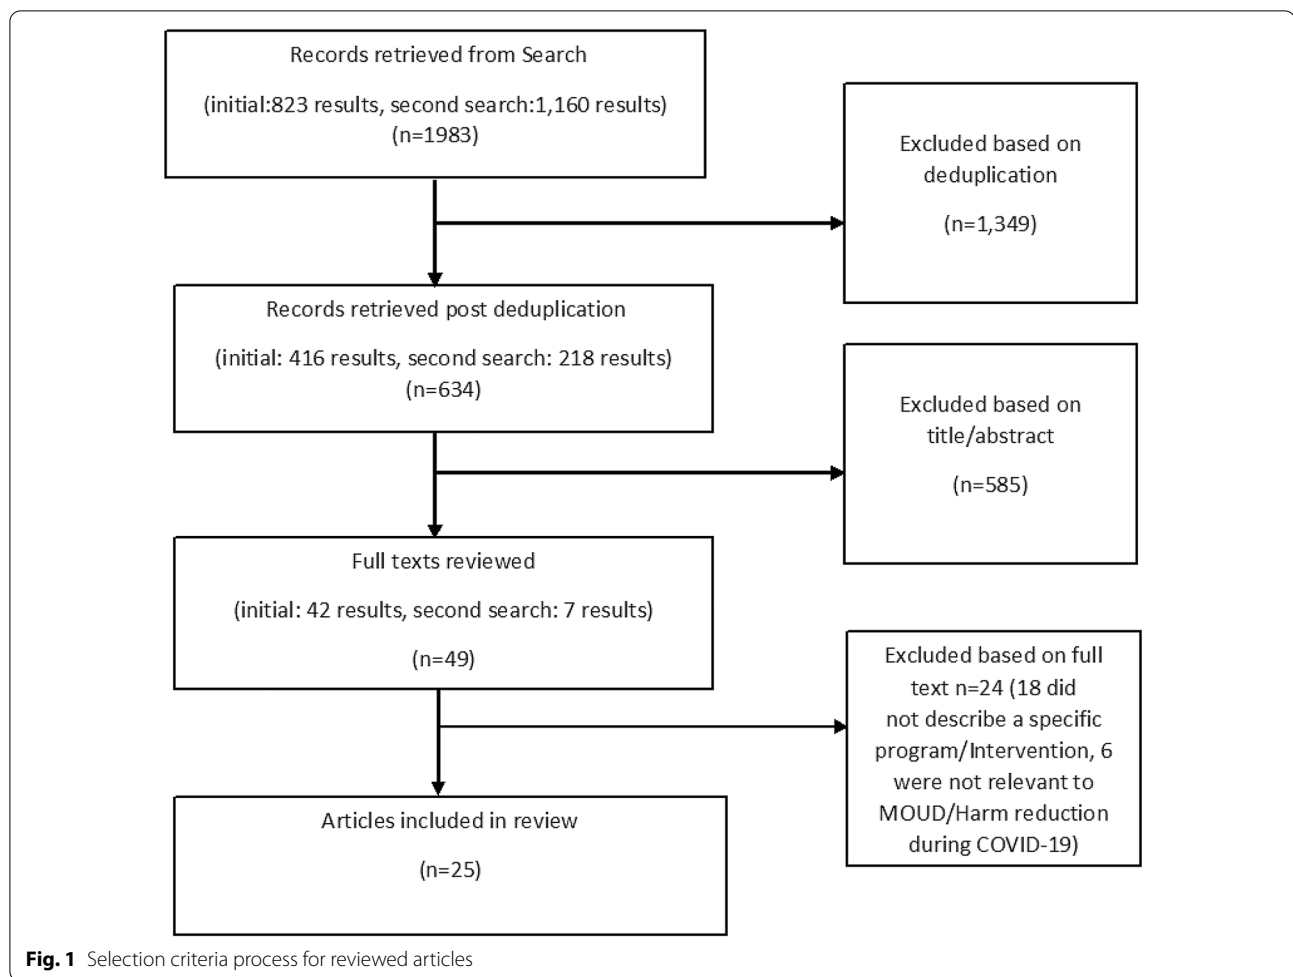 Records retrieved from Search
(initial:823 results, second search:1,160 results)
(n=1983)
Excluded based on
deduplication
(n=1,349)
Records retrieved post deduplication
(initial: 416 results, second search: 218 results)
(n=634)
Excluded based on
title/abstract
(n=585)
Full texts reviewed
(initial: 42 results, second search: 7 results)
(n=49)
Excluded based on full
text n=24 (18 did
not describe a specific
program/Intervention, 6
were not relevant to
MOUD/Harm reduction
during COVID-19)
Articles included in review
(n=25)
Fig. 1 Selection criteria process for reviewed articles